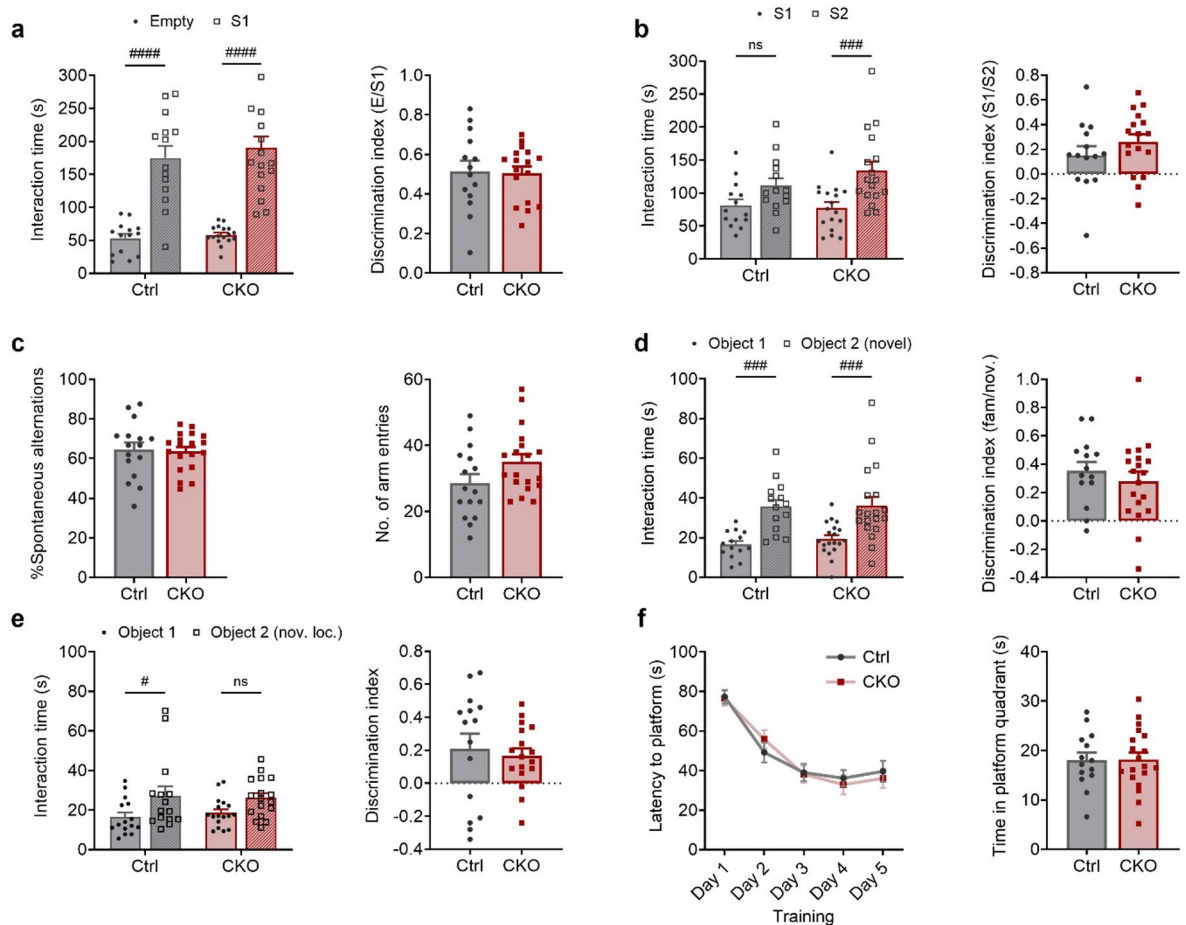 a
Empty S1
#### ####
Interaction time (s)
300
250
200
150
100
50
0
Ctrl CKO
Discrimination index (E/S1)
1.0
0.8
0.6
0.4
0.2
0.0
Ctrl CKO
b
S1 S2
ns ###
Interaction time (s)
300
250
200
150
100
50
0
Ctrl CKO
Discrimination index (S1/S2)
0.8
0.6
0.4
0.2
0.0
-0.2
-0.4
-0.6
-0.8
Ctrl CKO
c
%Spontaneous alternations
100
80
60
40
20
0
Ctrl CKO
No. of arm entries
60
40
20
0
Ctrl CKO
d
Object 1 Object 2 (novel)
### ###
Interaction time (s)
100
80
60
40
20
0
Ctrl CKO
Discrimination index (fam/nov.)
1.0
0.8
0.6
0.4
0.2
0.0
-0.2
-0.4
Ctrl CKO
e
Object 1 Object 2 (nov. loc.)
# ns
Interaction time (s)
100
80
60
40
20
0
Ctrl CKO
Discrimination index
0.8
0.6
0.4
0.2
0.0
-0.2
-0.4
Ctrl CKO
f
Ctrl
CKO
Latency to platform (s)
100
80
60
40
20
0
Day 1 Day 2 Day 3 Day 4 Day 5
Training
Time in platform quadrant (s)
40
30
20
10
0
Ctrl CKO